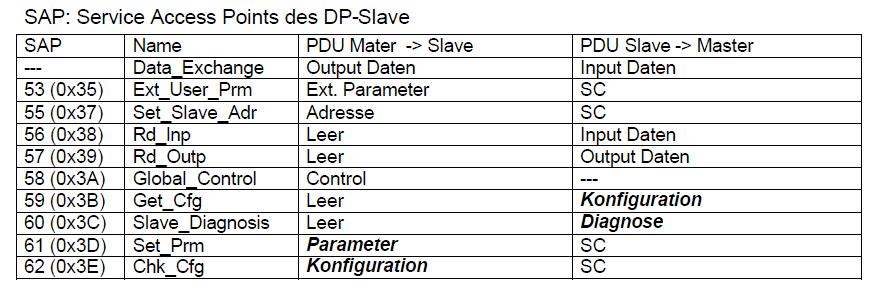 SAP: Service Access Points des DP-Slave
SAP Name PDU Mater -> Slave PDU Slave -> Master
--- Data_Exchange Output Daten Input Daten
53 (0x35) Ext_User_Prm Ext. Parameter SC
55 (0x37) Set_Slave_Adr Adresse SC
56 (0x38) Rd_Inp Leer Input Daten
57 (0x39) Rd_Outp Leer Output Daten
58 (0x3A) Global_Control Control ---
59 (0x3B) Get_Cfg Leer Konfiguration
60 (0x3C) Slave_Diagnosis Leer Diagnose
61 (0x3D) Set_Prm Parameter SC
62 (0x3E) Chk_Cfg Konfiguration SC